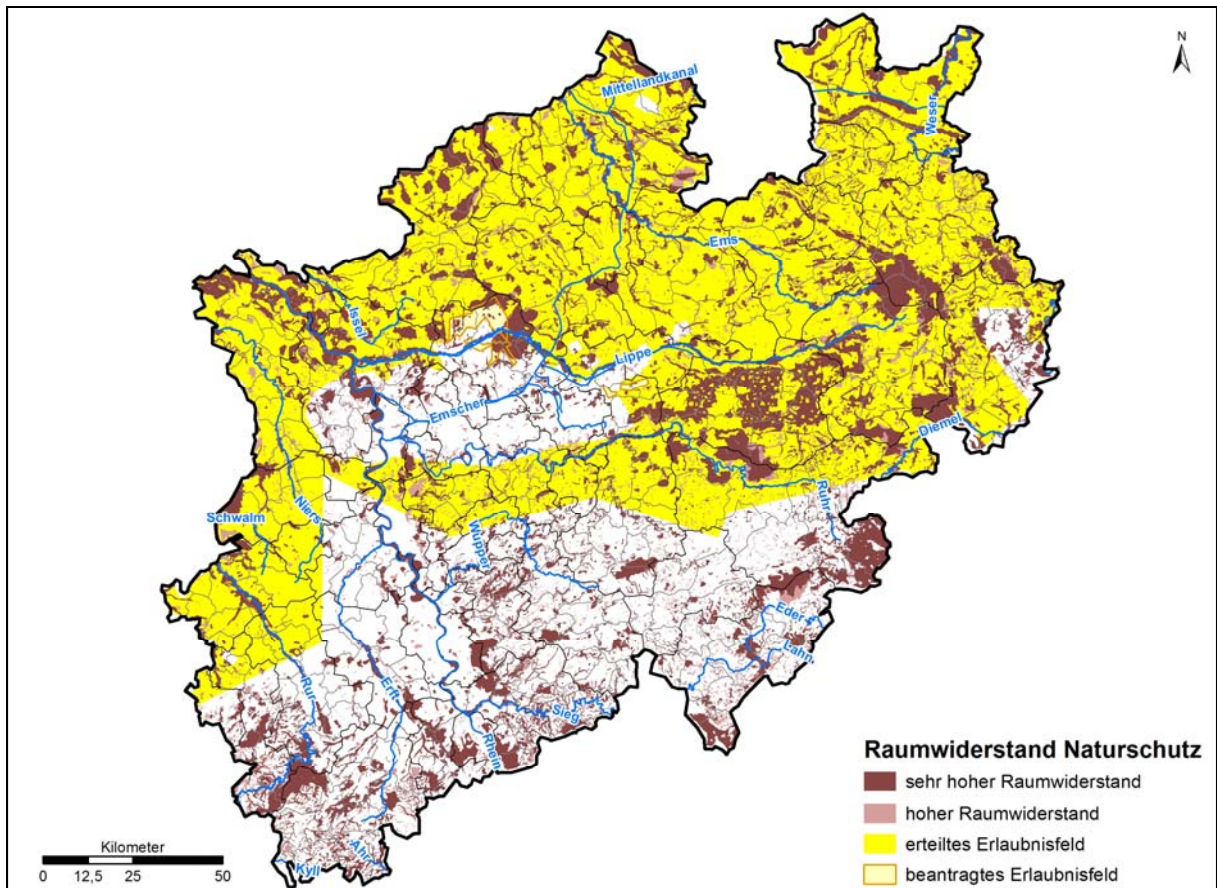 N
Mittellandkanal
Weser
Ems
Issel
Lippe
Emscher
Diemel
Ruhr
Niers
Schwalm
Wupper
Eder
Lahn
Rur
Erft
Sieg
Rhein
Ahr
Kyll
Raumwiderstand Naturschutz
sehr hoher Raumwiderstand
hoher Raumwiderstand
erteiltes Erlaubnisfeld
beantragtes Erlaubnisfeld
Kilometer
0 12,5 25 50